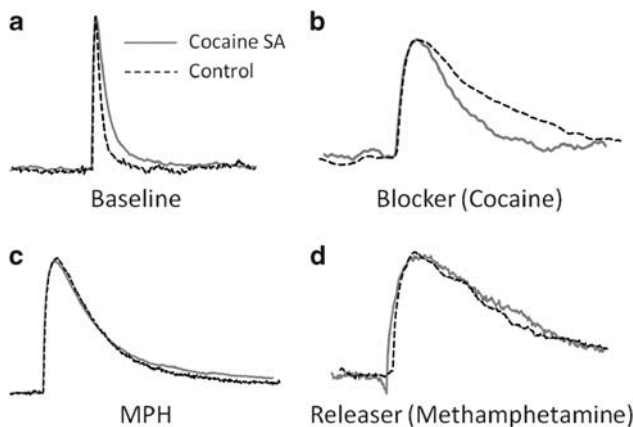 a
Cocaine SA
Control
Baseline
b
Blocker (Cocaine)
c
MPH
d
Releaser (Methamphetamine)